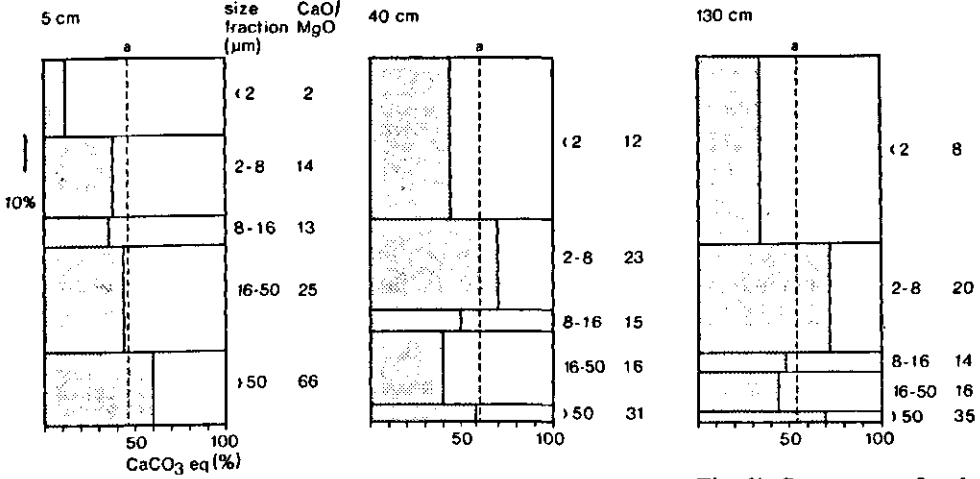 5 cm
size fraction (µm)
CaO/ MgO
a
‹2 2
2-8 14
10%
8-16 13
16-50 25
›50 66
50 100
CaCO3 eq (%)
40 cm
a
‹2 12
2-8 23
8-16 15
16-50 16
›50 31
50 100
130 cm
a
‹2 8
2-8 20
8-16 14
16-50 16
›50 35
50 100